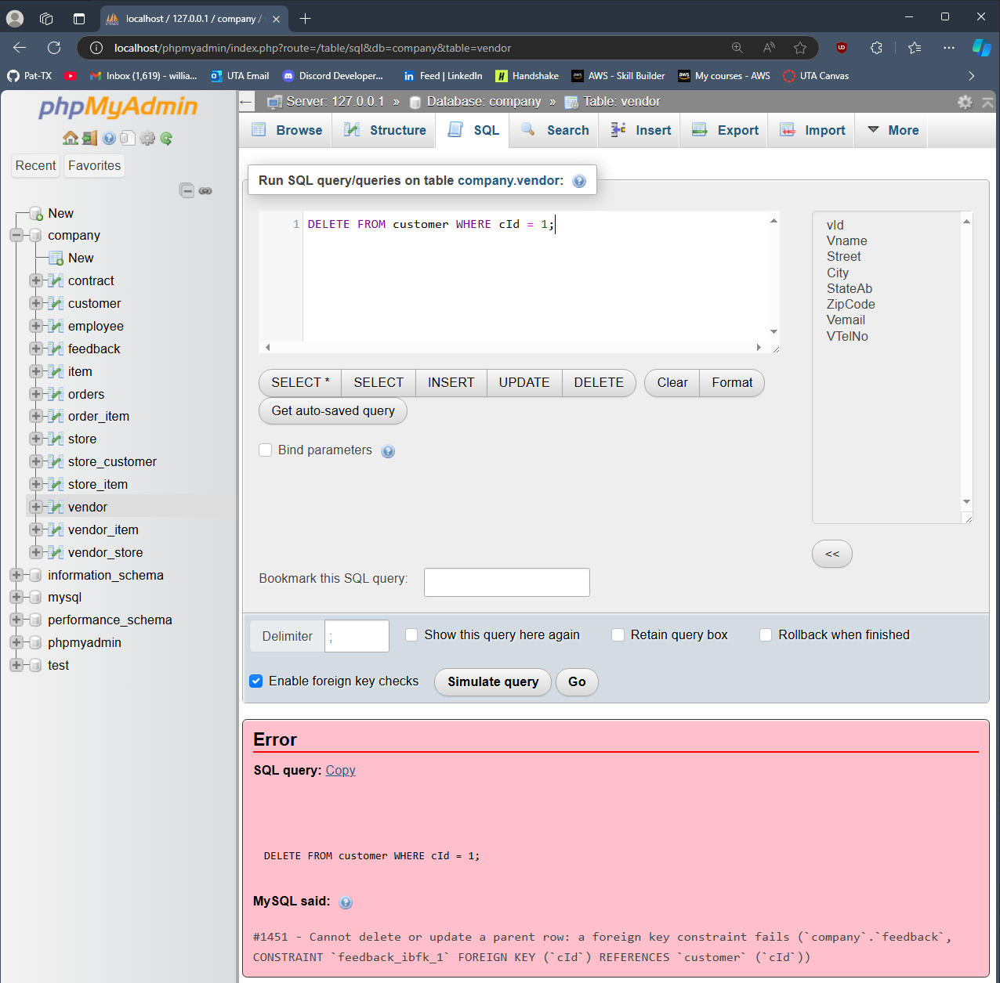 localhost / 127.0.0.1 / company /
localhost/phpmyadmin/index.php?route=/table/sql&db=company&table=vendor
Pat-TX
Inbox (1,619) - willia...
UTA Email
Discord Developer...
Feed | LinkedIn
Handshake
AWS - Skill Builder
My courses - AWS
UTA Canvas
phpMyAdmin
Recent
Favorites
New
company
New
contract
customer
employee
feedback
item
orders
order_item
store
store_customer
store_item
vendor
vendor_item
vendor_store
information_schema
mysql
performance_schema
phpmyadmin
test
Server: 127.0.0.1 » Database: company » Table: vendor
Browse
Structure
SQL
Search
Insert
Export
Import
More
Run SQL query/queries on table company.vendor:
1 DELETE FROM customer WHERE cId = 1;
vId
Vname
Street
City
StateAb
ZipCode
Vemail
VTelNo
SELECT *
SELECT
INSERT
UPDATE
DELETE
Clear
Format
Get auto-saved query
Bind parameters
<<
Bookmark this SQL query:
Delimiter ;
Show this query here again
Retain query box
Rollback when finished
Enable foreign key checks
Simulate query
Go
Error
SQL query: Copy
DELETE FROM customer WHERE cId = 1;
MySQL said:
#1451 - Cannot delete or update a parent row: a foreign key constraint fails (`company`.`feedback`,
CONSTRAINT `feedback_ibfk_1` FOREIGN KEY (`cId`) REFERENCES `customer` (`cId`))